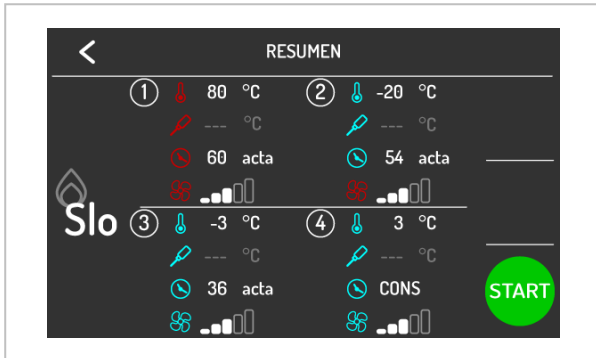 RESUMEN
1 80 °C
--- °C
60 acta
2 -20 °C
--- °C
54 acta
Slo
3 -3 °C
--- °C
36 acta
4 3 °C
--- °C
CONS
START